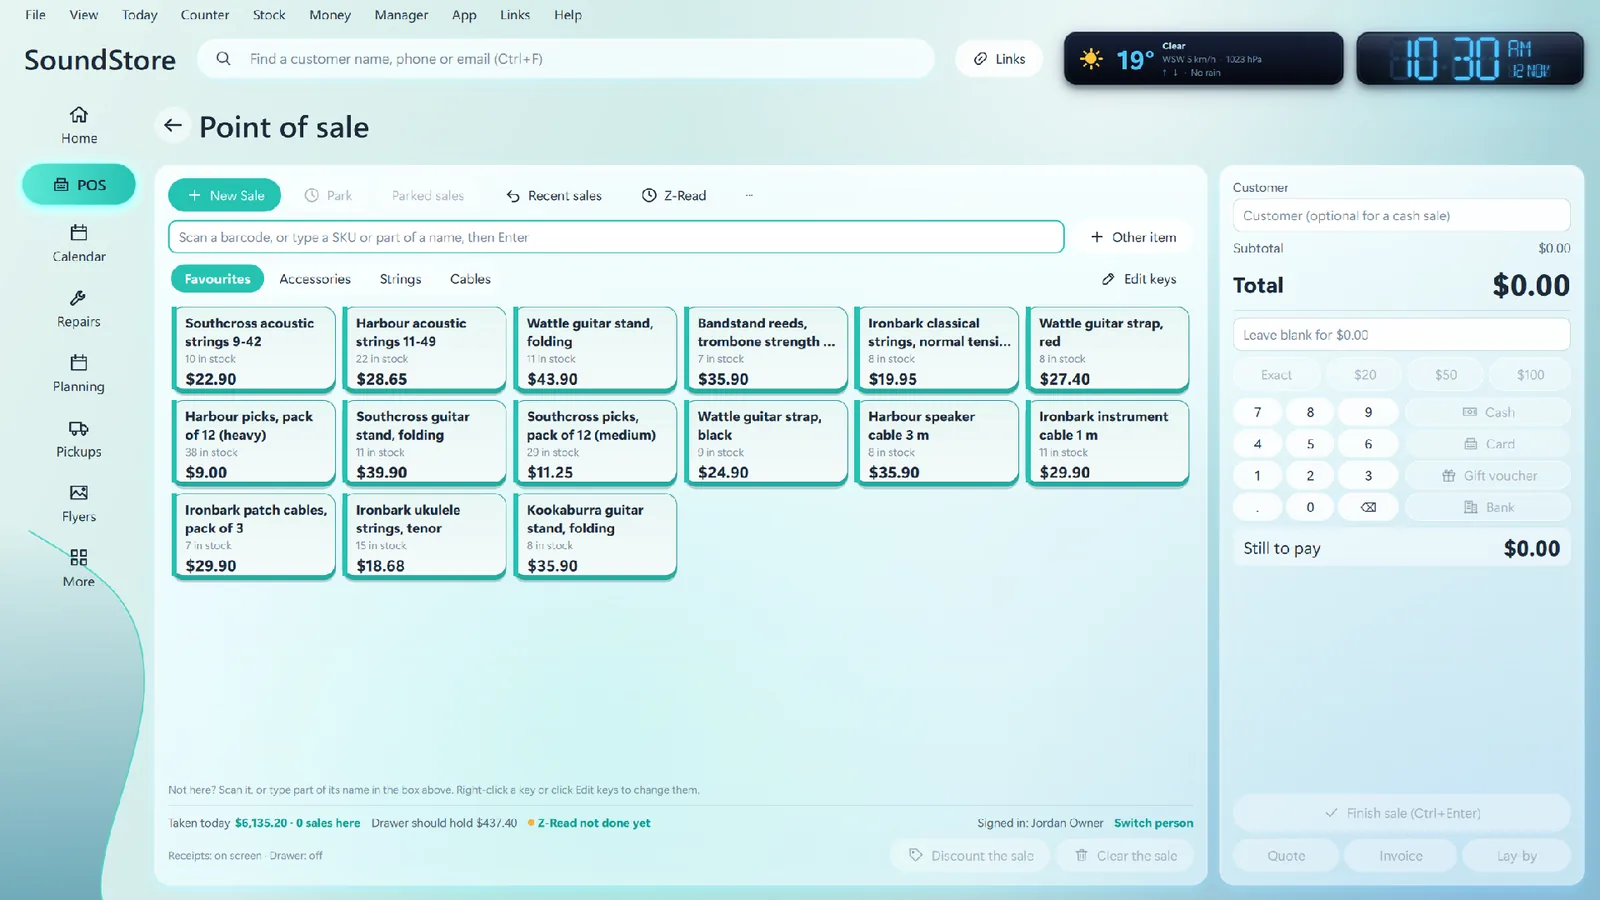 File View Today Counter Stock Money Manager App Links Help
SoundStore
Find a customer name, phone or email (Ctrl+F)
Links
19°
Clear
WSW 5 km/h · 1023 hPa
↑ ↓ · No rain
10:30 AM
12 NOV
Home
POS
Calendar
Repairs
Planning
Pickups
Flyers
More
Point of sale
New Sale
Park
Parked sales
Recent sales
Z-Read
...
Scan a barcode, or type a SKU or part of a name, then Enter
Other item
Favourites Accessories Strings Cables
Edit keys
Southcross acoustic
strings 9-42
10 in stock
$22.90
Harbour acoustic
strings 11-49
22 in stock
$28.65
Wattle guitar stand,
folding
11 in stock
$43.90
Bandstand reeds,
trombone strength ...
7 in stock
$35.90
Ironbark classical
strings, normal tensi...
8 in stock
$19.95
Wattle guitar strap,
red
8 in stock
$27.40
Harbour picks, pack
of 12 (heavy)
38 in stock
$9.00
Southcross guitar
stand, folding
11 in stock
$39.90
Southcross picks,
pack of 12 (medium)
29 in stock
$11.25
Wattle guitar strap,
black
9 in stock
$24.90
Harbour speaker
cable 3 m
8 in stock
$35.90
Ironbark instrument
cable 1 m
11 in stock
$29.90
Ironbark patch cables,
pack of 3
7 in stock
$29.90
Ironbark ukulele
strings, tenor
15 in stock
$18.68
Kookaburra guitar
stand, folding
8 in stock
$35.90
Not here? Scan it, or type part of its name in the box above. Right-click a key or click Edit keys to change them.
Taken today $6,135.20 · 0 sales here Drawer should hold $437.40 Z-Read not done yet
Signed in: Jordan Owner Switch person
Receipts: on screen · Drawer: off
Discount the sale
Clear the sale
Customer
Customer (optional for a cash sale)
Subtotal $0.00
Total $0.00
Leave blank for $0.00
Exact $20 $50 $100
7 8 9 Cash
4 5 6 Card
1 2 3 Gift voucher
. 0 ⌫ Bank
Still to pay $0.00
Finish sale (Ctrl+Enter)
Quote Invoice Lay-by